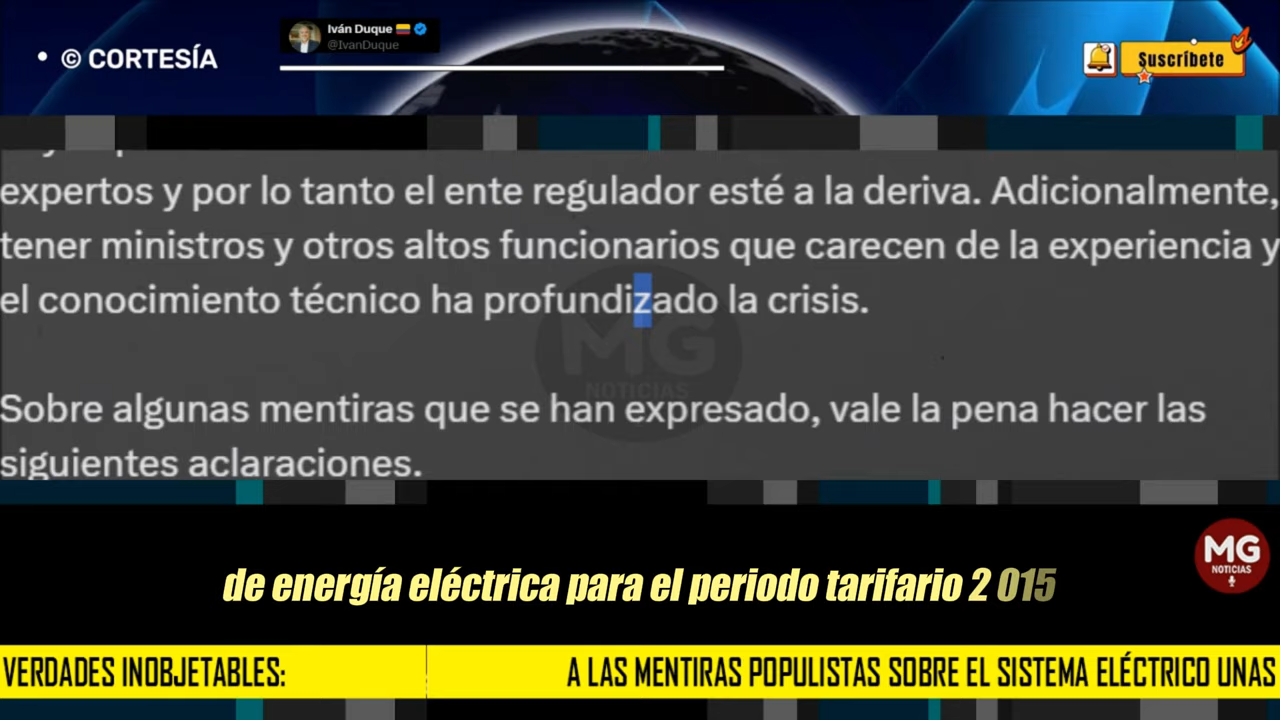 • © CORTESÍA
Iván Duque
@IvanDuque
Suscríbete
expertos y por lo tanto el ente regulador esté a la deriva. Adicionalmente,
tener ministros y otros altos funcionarios que carecen de la experiencia y
el conocimiento técnico ha profundizado la crisis.
MG
NOTICIAS
Sobre algunas mentiras que se han expresado, vale la pena hacer las
siguientes aclaraciones.
de energía eléctrica para el periodo tarifario 2 015
MG
NOTICIAS
VERDADES INOBJETABLES: A LAS MENTIRAS POPULISTAS SOBRE EL SISTEMA ELÉCTRICO UNAS